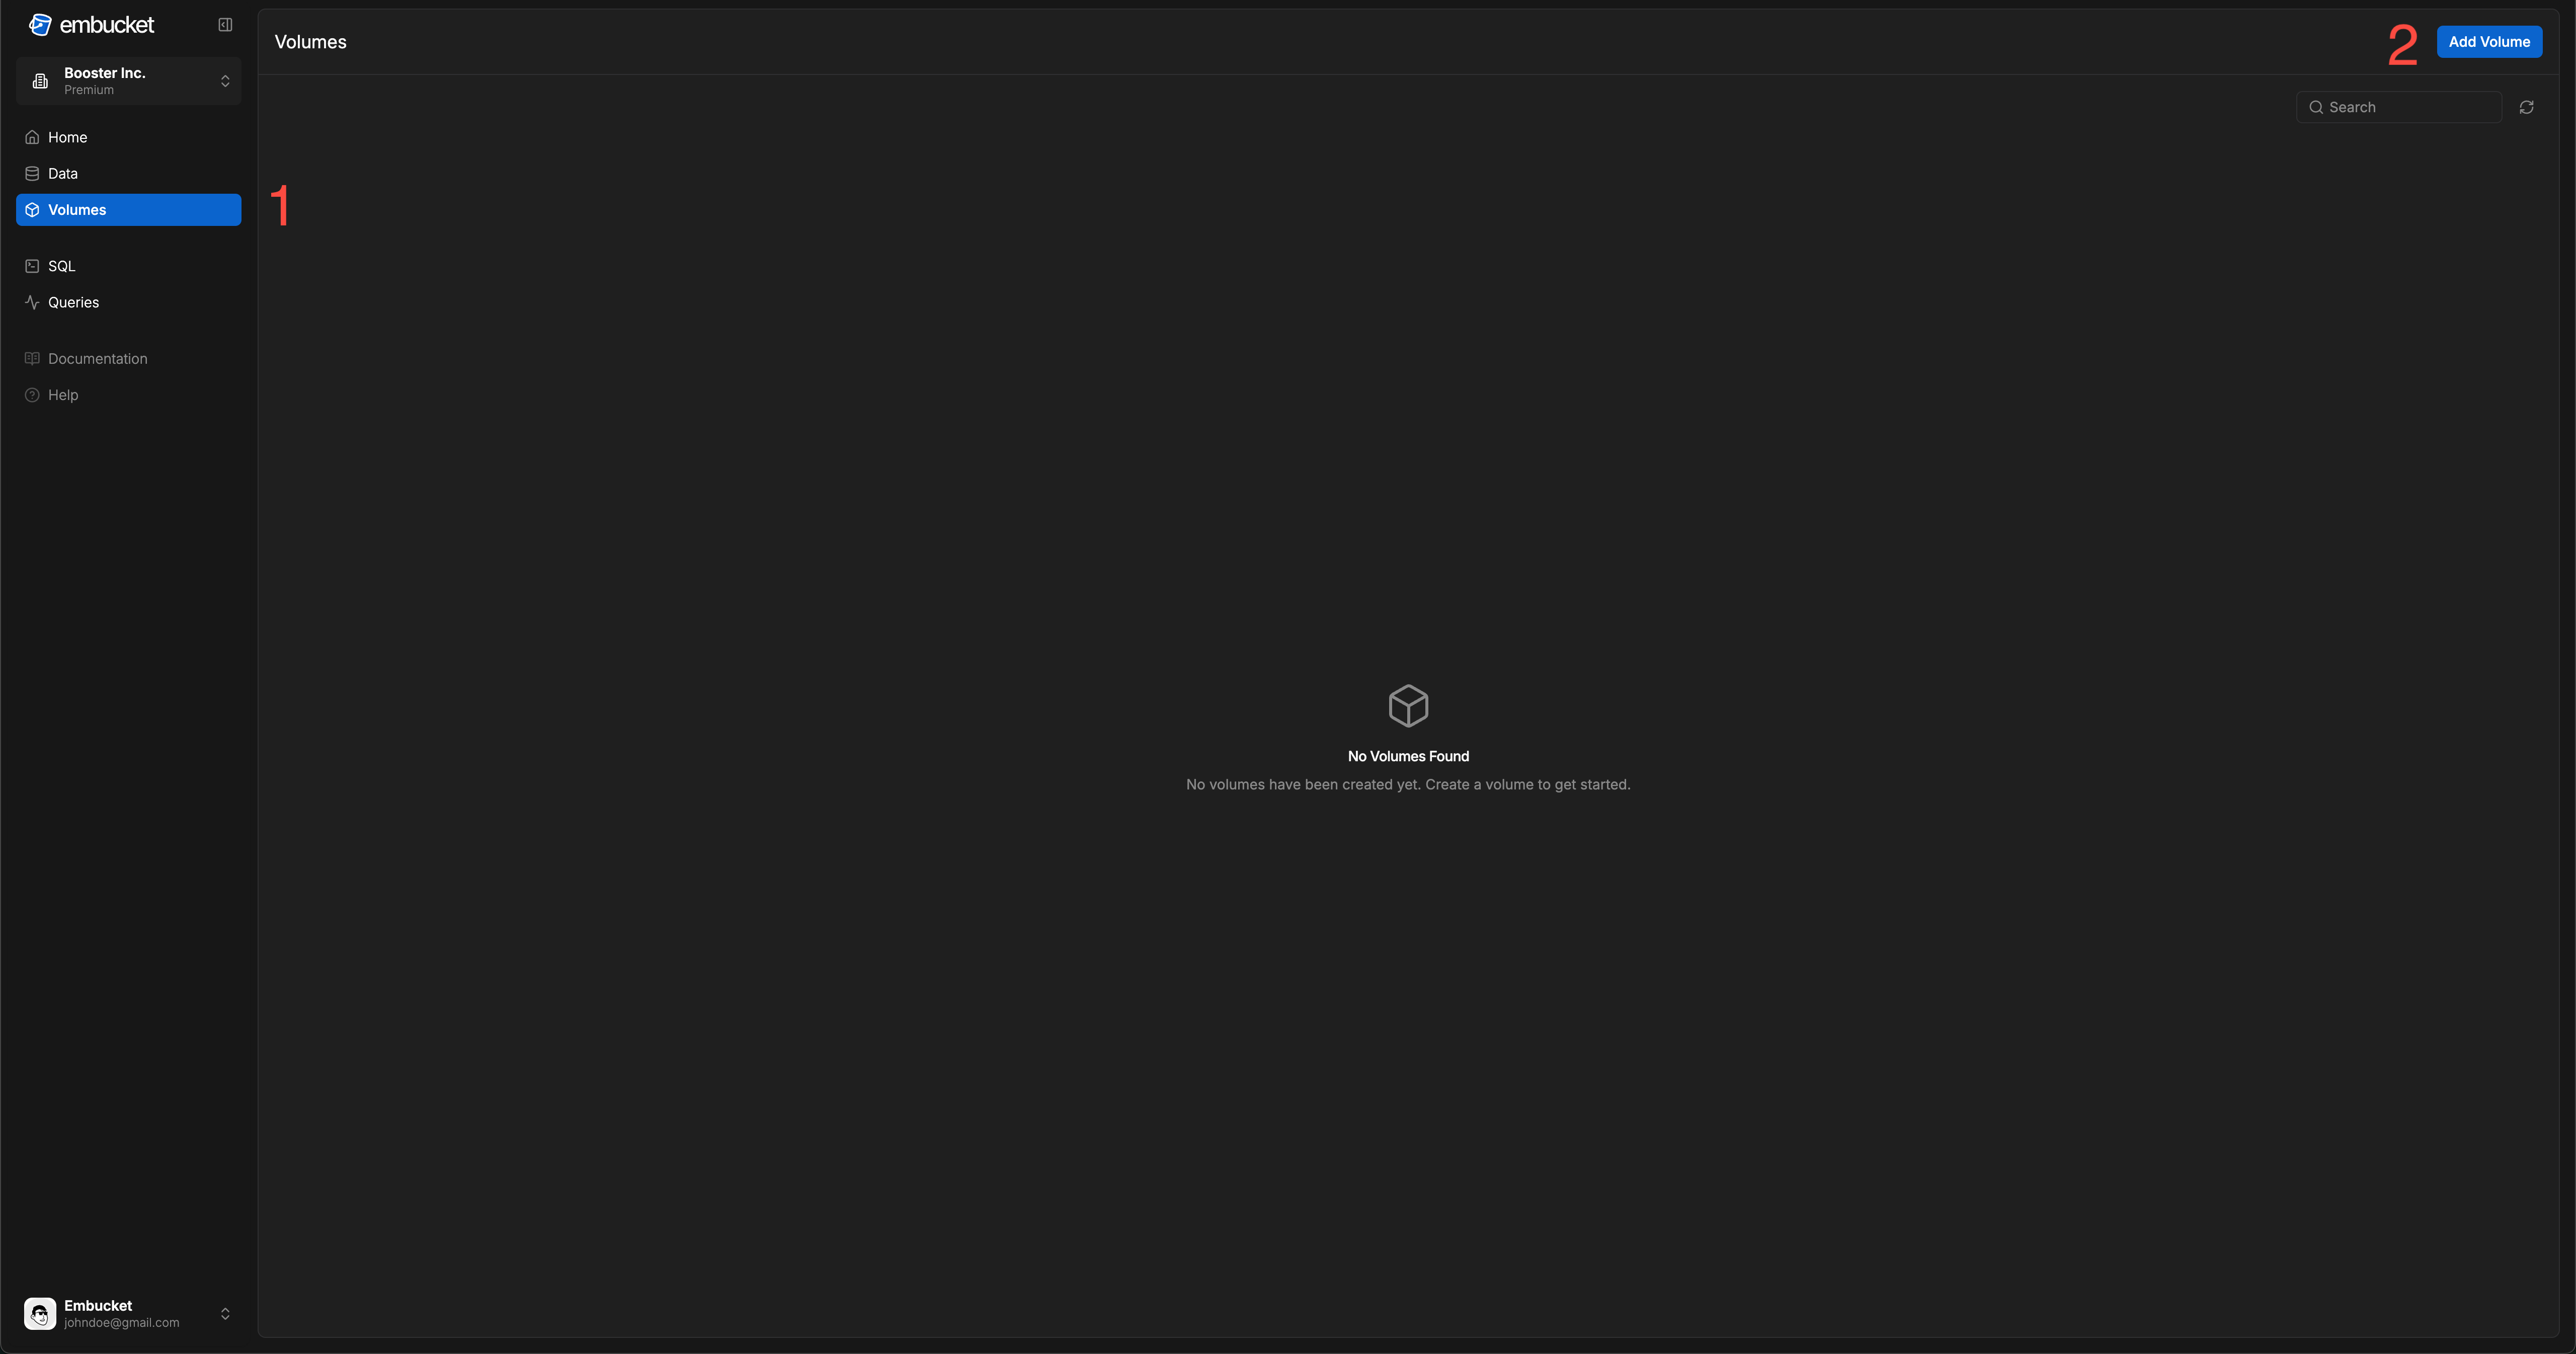 embucket
Booster Inc.
Premium
Home
Data
Volumes
SQL
Queries
Documentation
Help
Embucket
johndoe@gmail.com
Volumes
2
Add Volume
Search
1
No Volumes Found
No volumes have been created yet. Create a volume to get started.